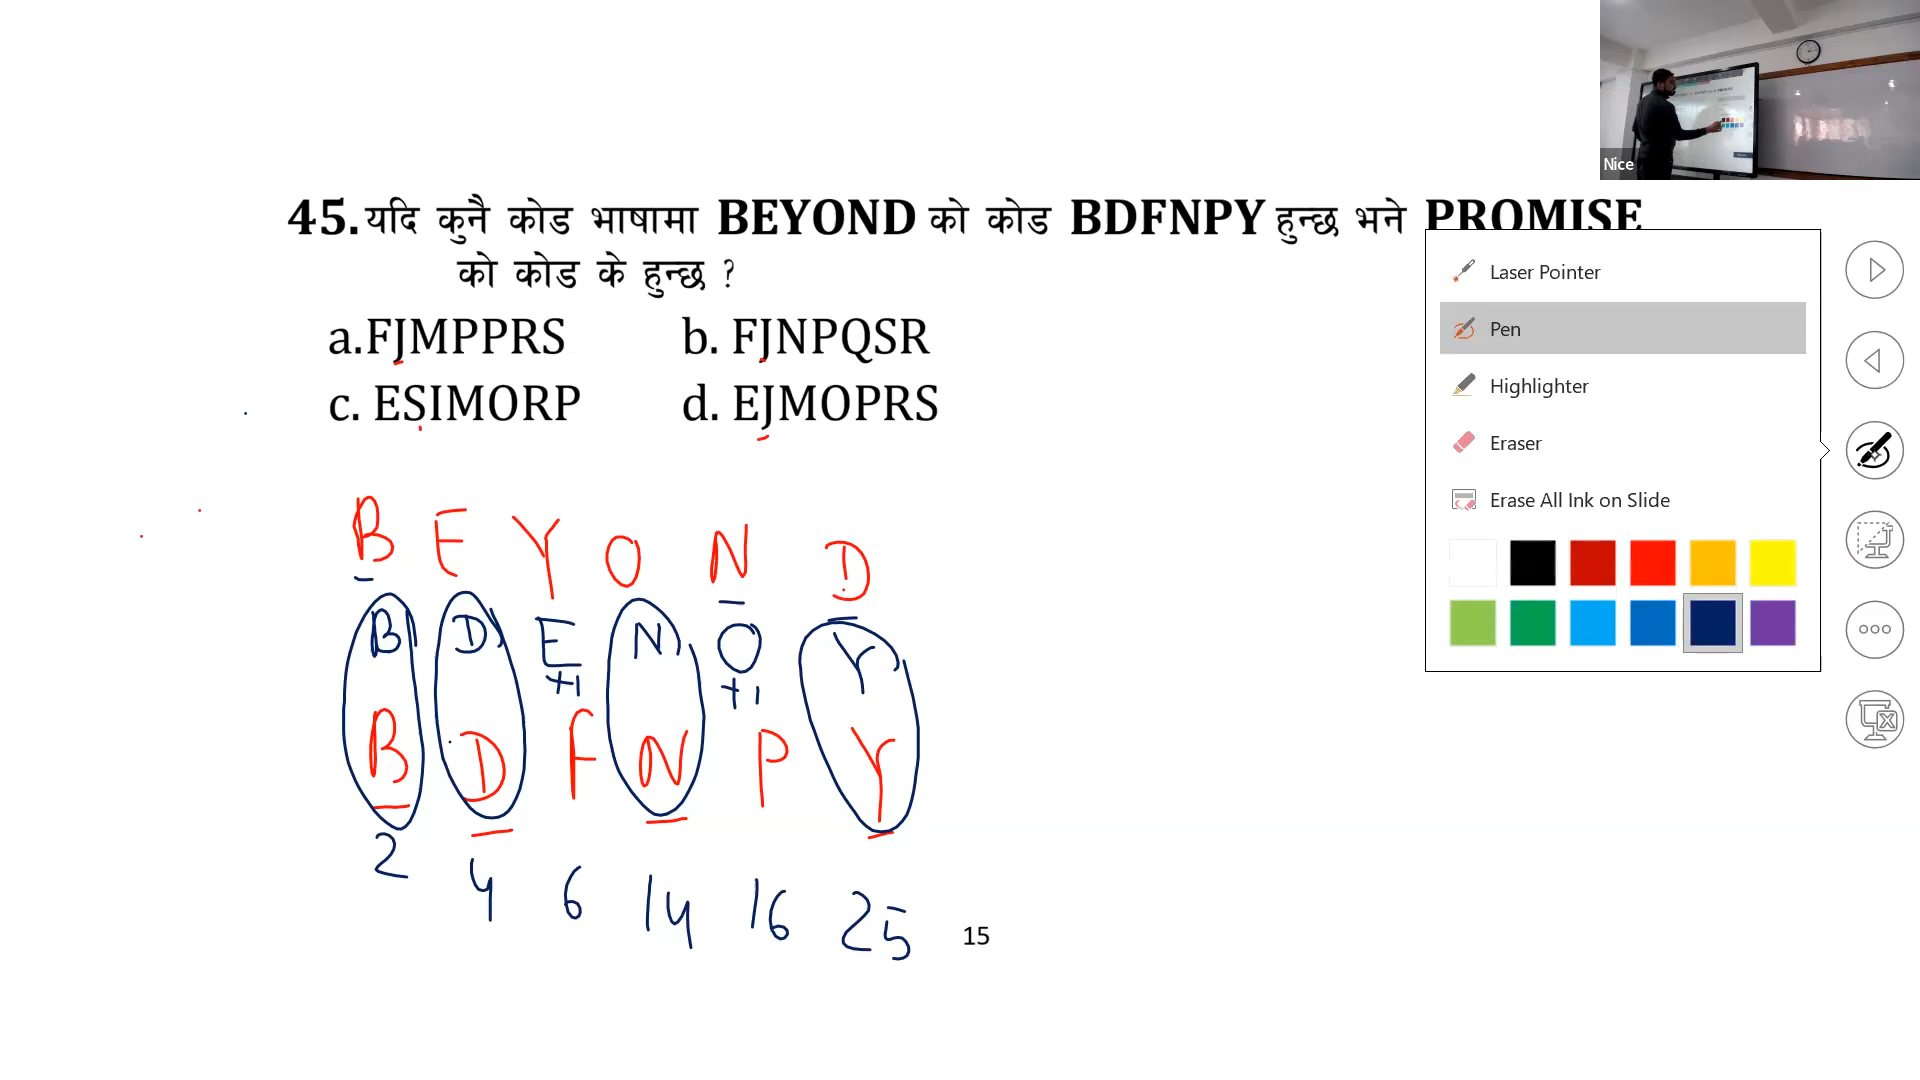 Nice
45. यदि कुनै कोड भाषामा BEYOND को कोड BDFNPY हुन्छ भने PROMISE
को कोड के हुन्छ ?
a.FJMPPRS b. FJNPQSR
c. ESIMORP d. EJMOPRS
B E Y O N D
B D E N O Y
+1 +1
B D F N P Y
2 4 6 14 16 25
15
Laser Pointer
Pen
Highlighter
Eraser
Erase All Ink on Slide